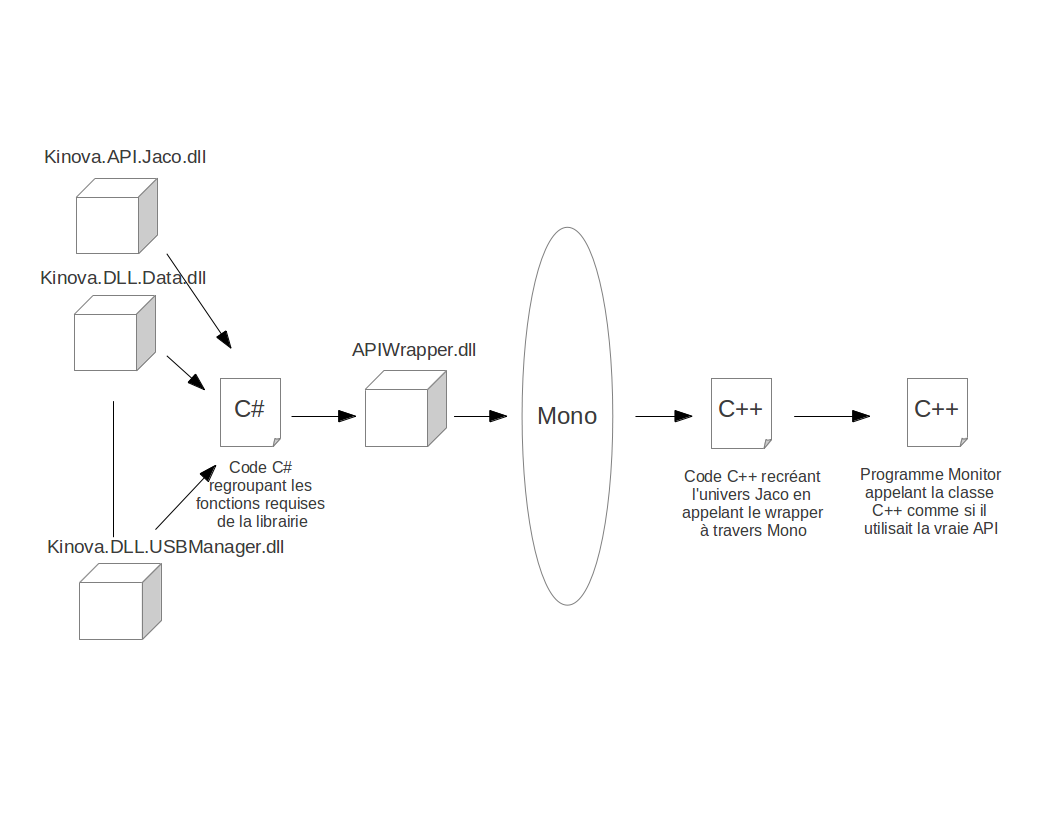 Kinova.API.Jaco.dll
Kinova.DLL.Data.dll
Kinova.DLL.USBManager.dll
C#
Code C#
regroupant les
fonctions requises
de la librairie
APIWrapper.dll
Mono
C++
Code C++ recréant
l'univers Jaco en
appelant le wrapper
à travers Mono
C++
Programme Monitor
appelant la classe
C++ comme si il
utilisait la vraie API